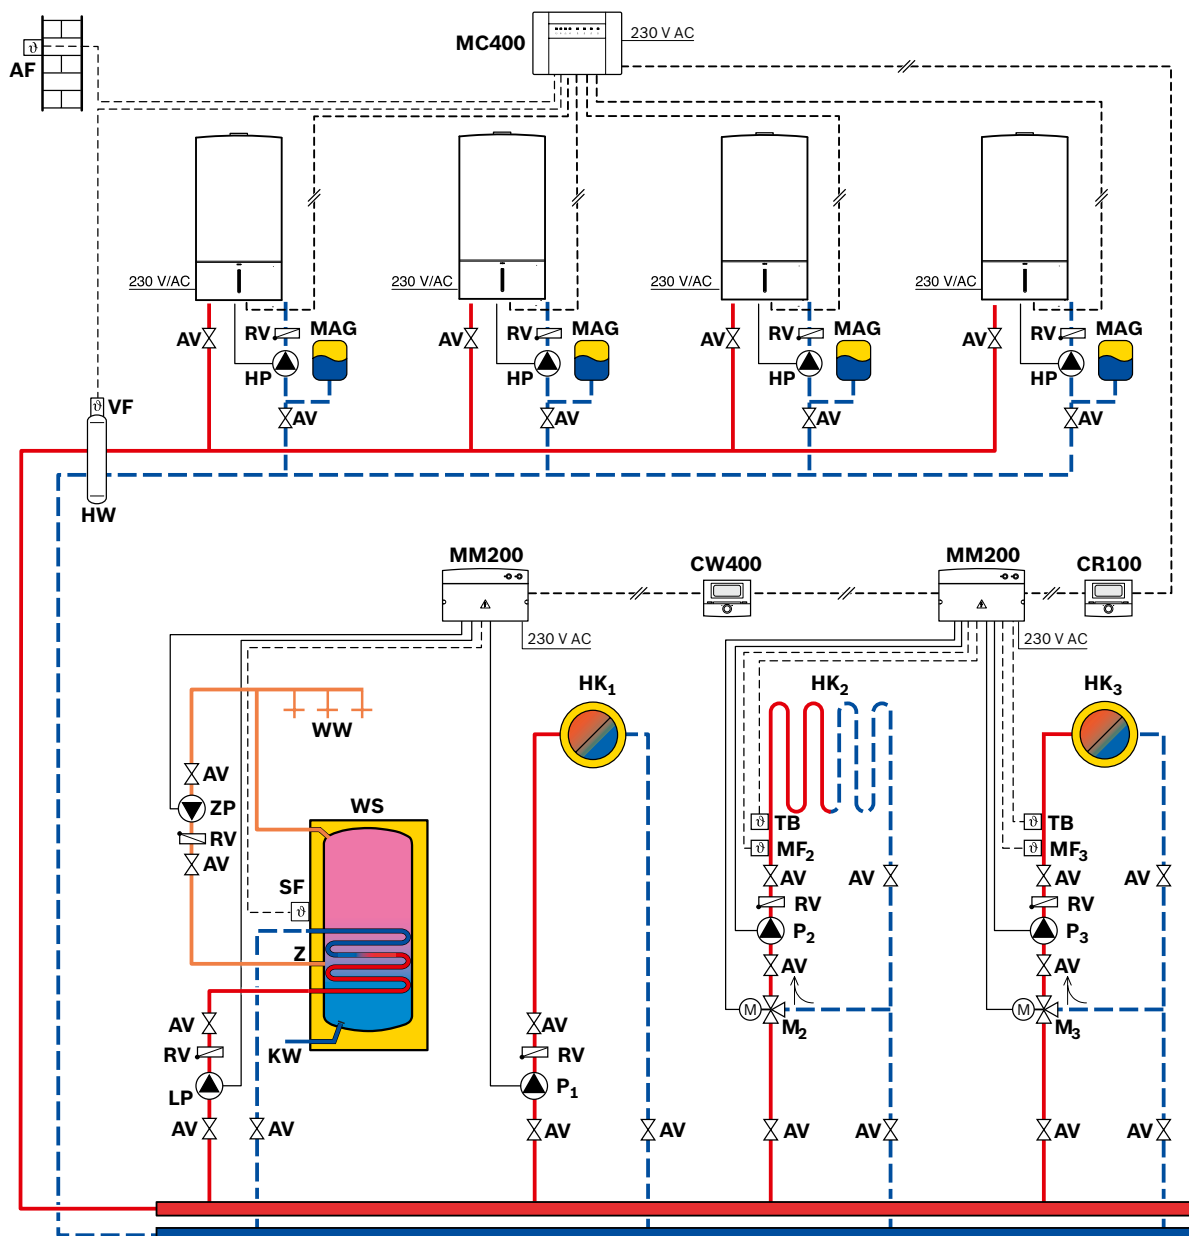 MC400
230 V AC
ϑ
AF
230 V/AC
230 V/AC
230 V/AC
230 V/AC
AV
RV
MAG
AV
RV
MAG
AV
RV
MAG
AV
RV
MAG
HP
HP
HP
HP
ϑ VF
AV
AV
AV
AV
HW
MM200
CW400
MM200
CR100
230 V AC
230 V AC
HK1
HK2
HK3
WW
AV
ZP
WS
RV
AV
ϑ TB
ϑ TB
ϑ MF2
ϑ MF3
AV
AV
AV
AV
SF
ϑ
RV
RV
P2
P3
Z
AV
AV
M
M2
M
M3
AV
AV
RV
KW
RV
LP
P1
AV
AV
AV
AV
AV
AV
AV
AV